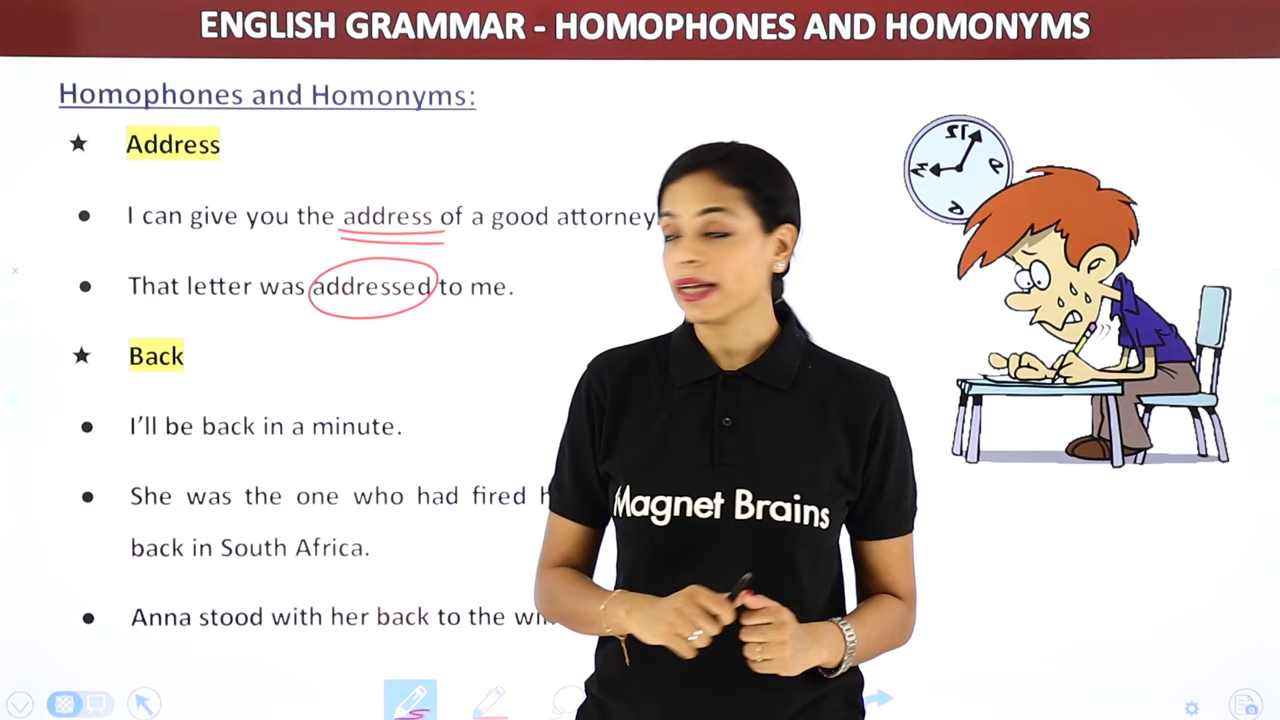 ENGLISH GRAMMAR - HOMOPHONES AND HOMONYMS
Homophones and Homonyms:
★ Address
● I can give you the address of a good attorney.
● That letter was addressed to me.
★ Back
● I'll be back in a minute.
● She was the one who had fired
back in South Africa.
● Anna stood with her back to the
Magnet Brains